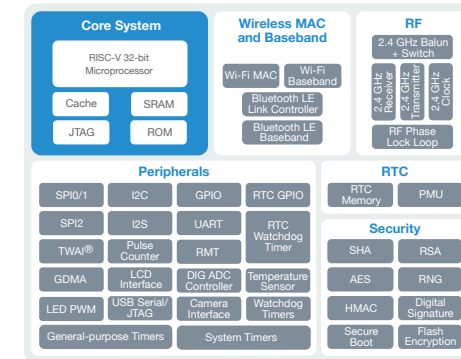 Core System
RISC-V 32-bit
Microprocessor
Cache
SRAM
JTAG
ROM
Wireless MAC
and Baseband
Wi-Fi MAC
Wi-Fi
Baseband
Bluetooth LE
Link Controller
Bluetooth LE
Baseband
RF
2.4 GHz Balun
+ Switch
2.4 GHz
Receiver
2.4 GHz
Transmitter
2.4 GHz
Clock
RF Phase
Lock Loop
Peripherals
SPI0/1
I2C
GPIO
RTC GPIO
SPI2
I2S
UART
RTC
Watchdog
Timer
TWAI®
Pulse
Counter
RMT
GDMA
LCD
Interface
DIG ADC
Controller
Temperature
Sensor
LED PWM
USB Serial/
JTAG
Camera
Interface
Watchdog
Timers
General-purpose Timers
System Timers
RTC
RTC
Memory
PMU
Security
SHA
RSA
AES
RNG
HMAC
Digital
Signature
Secure
Boot
Flash
Encryption